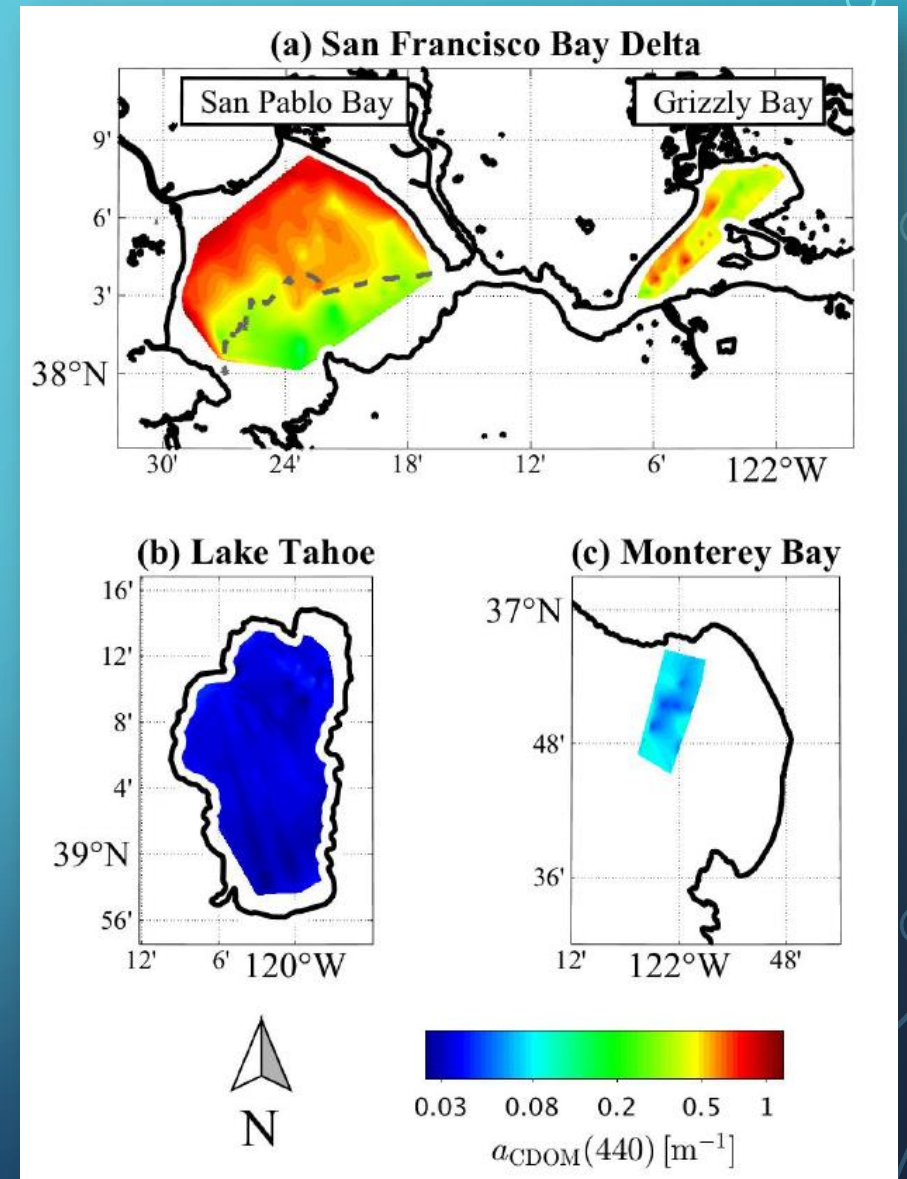 (a) San Francisco Bay Delta
San Pablo Bay
Grizzly Bay
9'
6'
3'
38°N
30' 24' 18' 12' 6' 122°W
(b) Lake Tahoe
16'
12'
8'
4'
39°N
56'
12' 6' 120°W
(c) Monterey Bay
37°N
48'
36'
12' 122°W 48'
N
0.03 0.08 0.2 0.5 1
aCDOM(440) [m⁻¹]